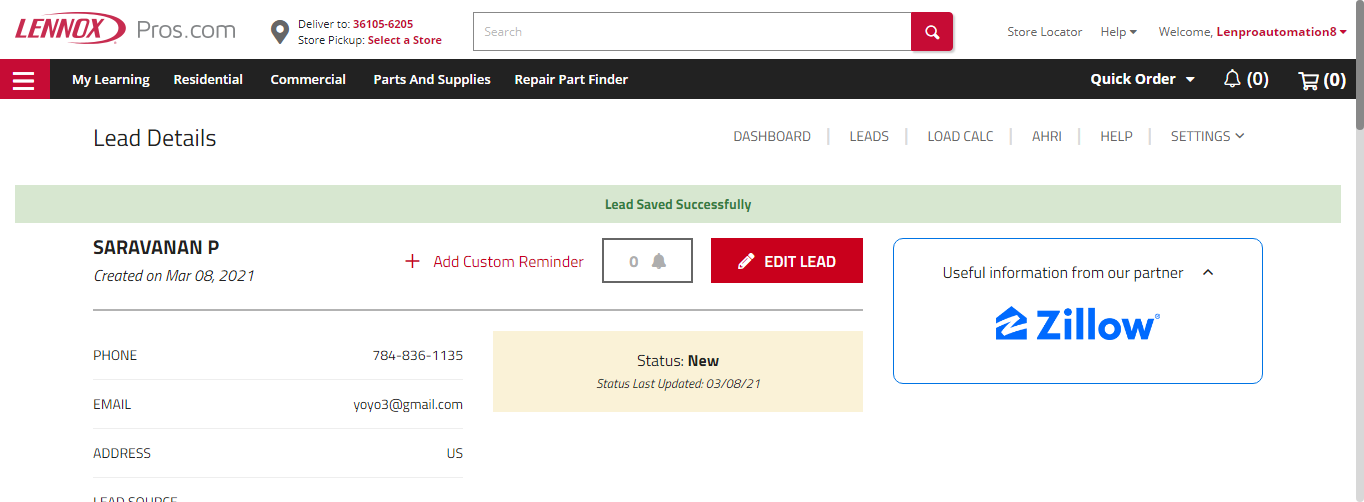 LENNOX Pros.com
Deliver to: 36105-6205
Store Pickup: Select a Store
Search
Store Locator
Help
Welcome, Lenproautomation8
My Learning
Residential
Commercial
Parts And Supplies
Repair Part Finder
Quick Order
(0)
(0)
Lead Details
DASHBOARD
LEADS
LOAD CALC
AHRI
HELP
SETTINGS
Lead Saved Successfully
SARAVANAN P
Created on Mar 08, 2021
+ Add Custom Reminder
0
EDIT LEAD
Useful information from our partner
Zillow
PHONE 784-836-1135
EMAIL yoyo3@gmail.com
ADDRESS US
LEAD SOURCE
Status: New
Status Last Updated: 03/08/21